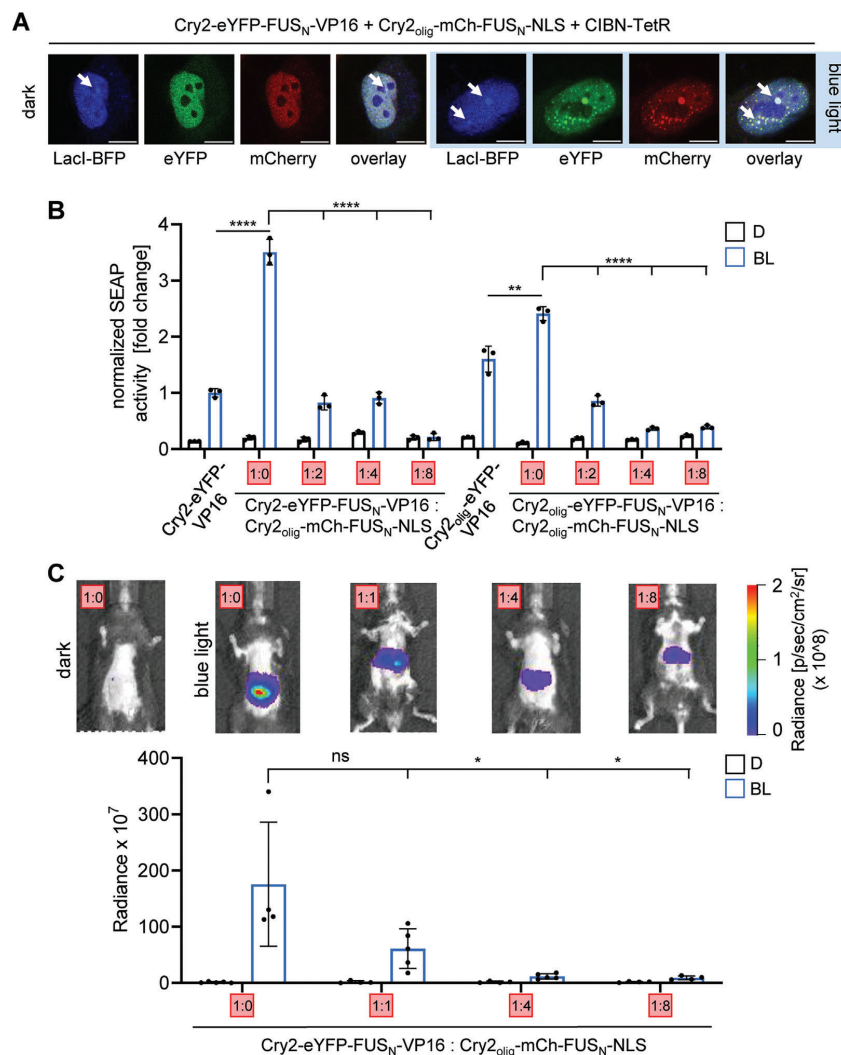 A
Cry2-eYFP-FUSN-VP16 + Cry2olig-mCh-FUSN-NLS + CIBN-TetR
dark
blue light
LacI-BFP eYFP mCherry overlay LacI-BFP eYFP mCherry overlay
B
normalized SEAP
activity [fold change]
4
3
2
1
0
**** **** ** ****
D
BL
Cry2-eYFP-
VP16
1:0 1:2 1:4 1:8
Cry2-eYFP-FUSN-VP16 :
Cry2olig-mCh-FUSN-NLS
Cry2olig-eYFP-
VP16
1:0 1:2 1:4 1:8
Cry2olig-eYFP-FUSN-VP16 :
Cry2olig-mCh-FUSN-NLS
C
dark
1:0
blue light
1:0 1:1 1:4 1:8
2
1
0
Radiance [p/sec/cm²/sr]
(x 10^8)
D
BL
ns * *
Radiance x 10⁷
400
300
200
100
0
1:0 1:1 1:4 1:8
Cry2-eYFP-FUSN-VP16 : Cry2olig-mCh-FUSN-NLS